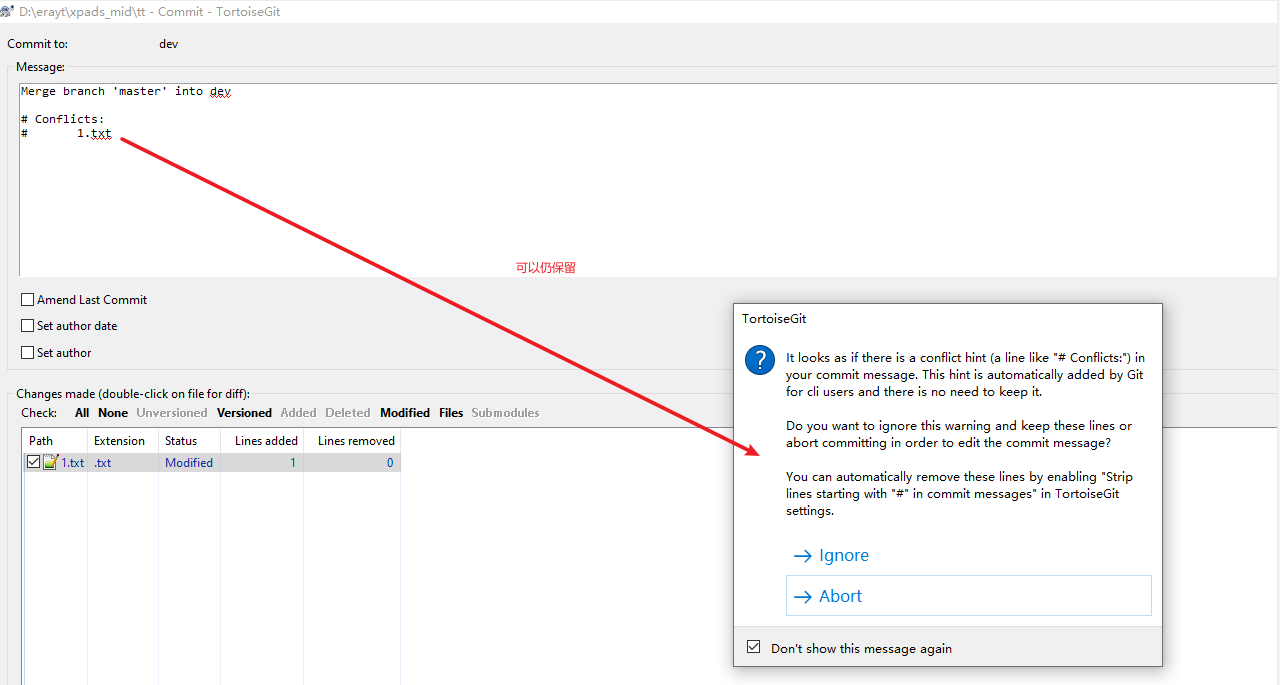 D:\erayt\xpads_mid\tt - Commit - TortoiseGit
Commit to: dev
Message:
Merge branch 'master' into dev
# Conflicts:
#	1.txt
可以仍保留
Amend Last Commit
Set author date
Set author
Changes made (double-click on file for diff):
Check: All None Unversioned Versioned Added Deleted Modified Files Submodules
Path Extension Status Lines added Lines removed
1.txt .txt Modified 1 0
TortoiseGit
It looks as if there is a conflict hint (a line like "# Conflicts:") in
your commit message. This hint is automatically added by Git
for cli users and there is no need to keep it.
Do you want to ignore this warning and keep these lines or
abort committing in order to edit the commit message?
You can automatically remove these lines by enabling "Strip
lines starting with "#" in commit messages" in TortoiseGit
settings.
Ignore
Abort
Don't show this message again